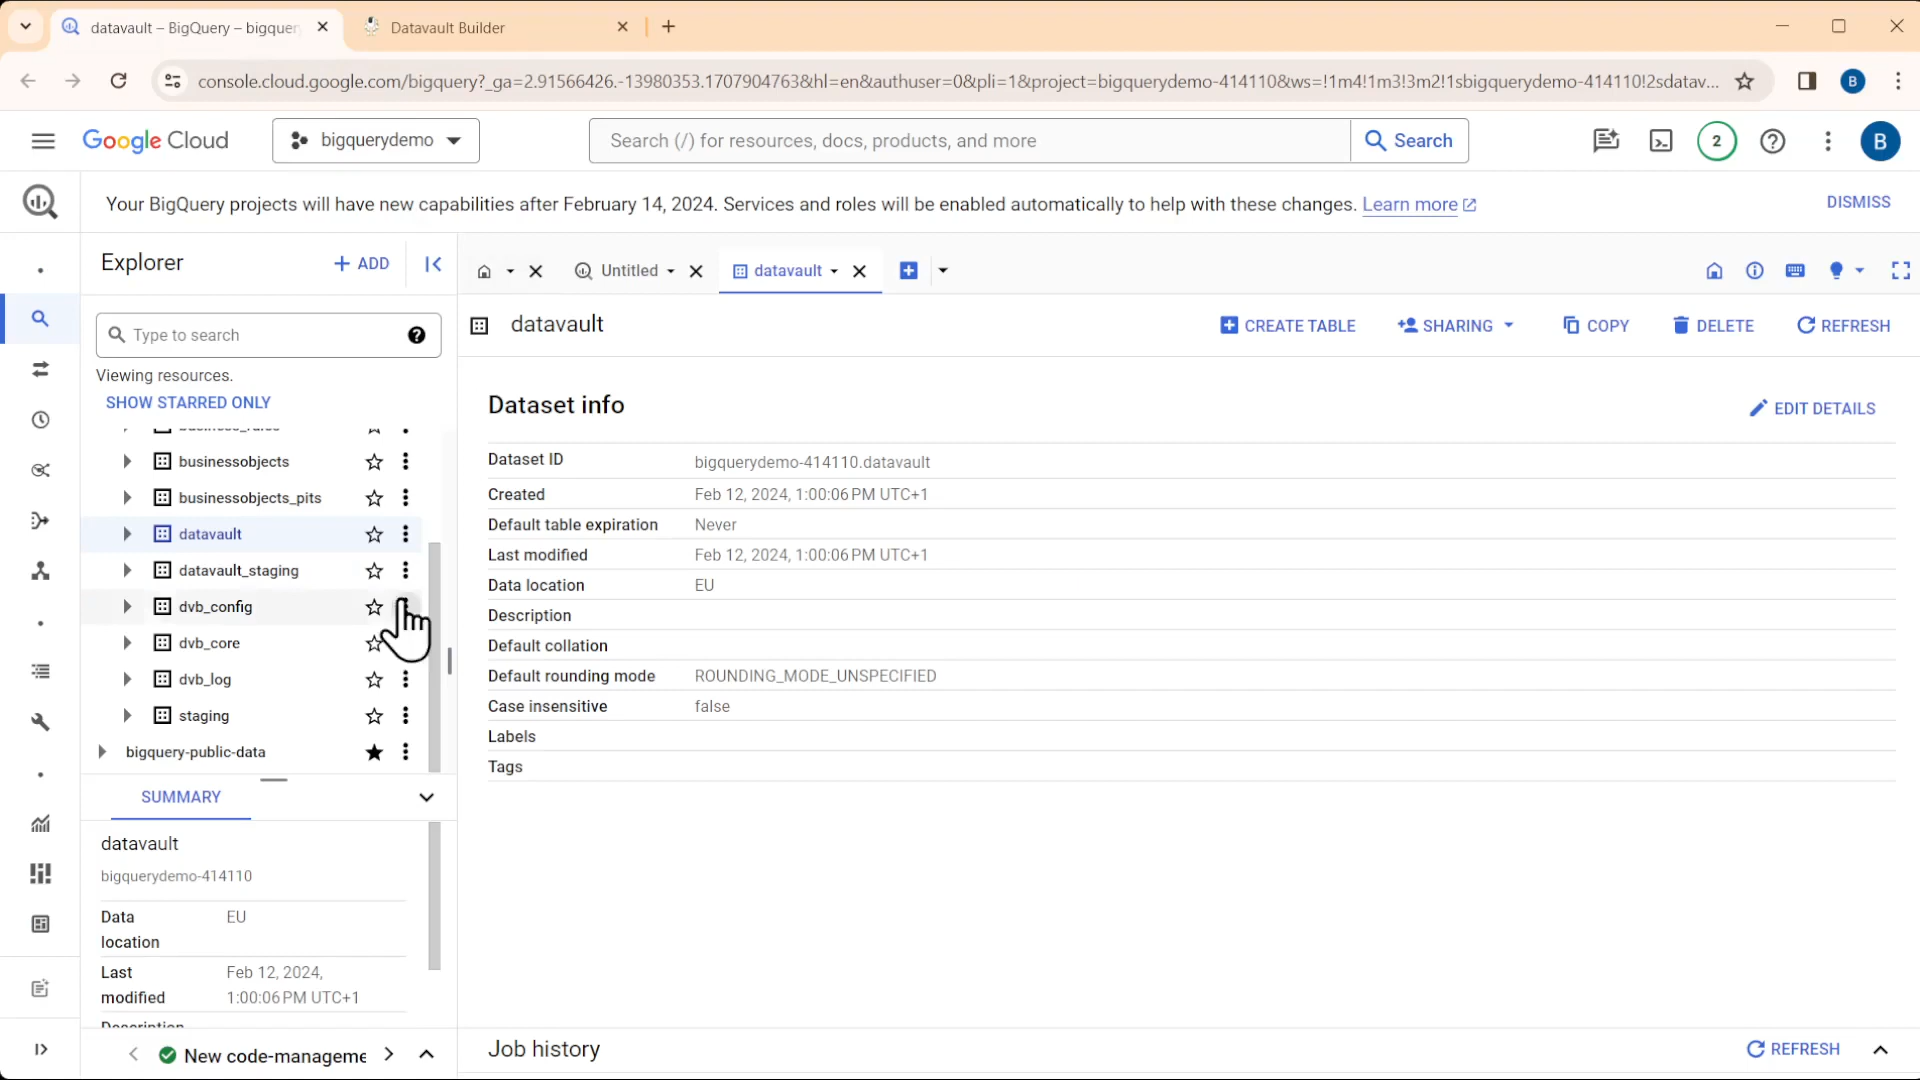 datavault – BigQuery – bigquer
Datavault Builder
console.cloud.google.com/bigquery?_ga=2.91566426.-13980353.1707904763&hl=en&authuser=0&pli=1&project=bigquerydemo-414110&ws=!1m4!1m3!3m2!1sbigquerydemo-414110!2sdatav...
B
Google Cloud
bigquerydemo
Search (/) for resources, docs, products, and more
Search
2
B
Your BigQuery projects will have new capabilities after February 14, 2024. Services and roles will be enabled automatically to help with these changes. Learn more
DISMISS
Explorer
+ ADD
Untitled
datavault
Type to search
datavault
CREATE TABLE
SHARING
COPY
DELETE
REFRESH
Viewing resources.
SHOW STARRED ONLY
businessobjects
businessobjects_pits
datavault
datavault_staging
dvb_config
dvb_core
dvb_log
staging
bigquery-public-data
Dataset info
EDIT DETAILS
Dataset ID bigquerydemo-414110.datavault
Created Feb 12, 2024, 1:00:06 PM UTC+1
Default table expiration Never
Last modified Feb 12, 2024, 1:00:06 PM UTC+1
Data location EU
Description
Default collation
Default rounding mode ROUNDING_MODE_UNSPECIFIED
Case insensitive false
Labels
Tags
SUMMARY
datavault
bigquerydemo-414110
Data location EU
Last modified Feb 12, 2024, 1:00:06 PM UTC+1
Description
New code-manageme
Job history
REFRESH